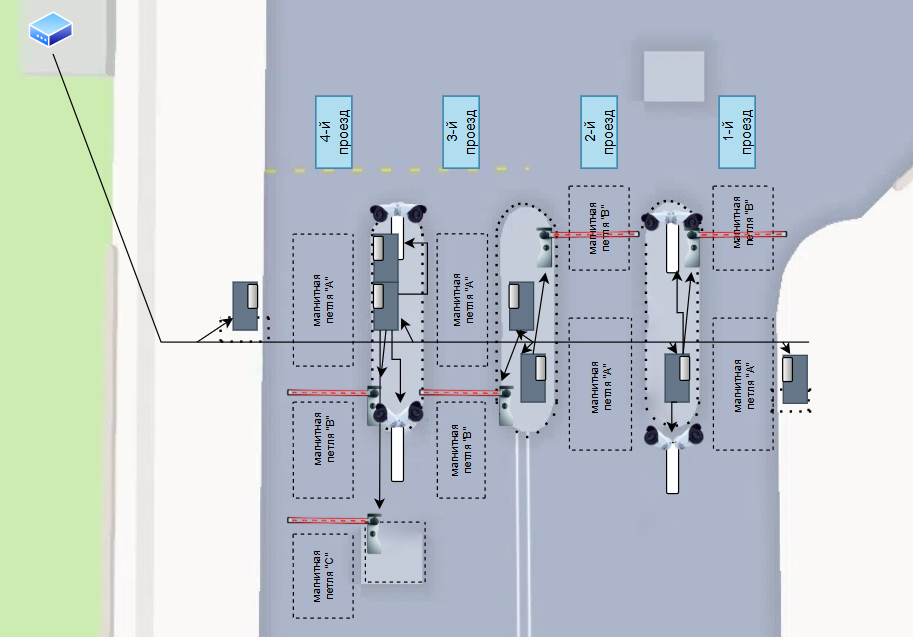 4-й
проезд
3-й
проезд
2-й
проезд
1-й
проезд
магнитная
петля "B"
магнитная
петля "B"
магнитная
петля "A"
магнитная
петля "A"
магнитная
петля "A"
магнитная
петля "A"
магнитная
петля "B"
магнитная
петля "B"
магнитная
петля "C"